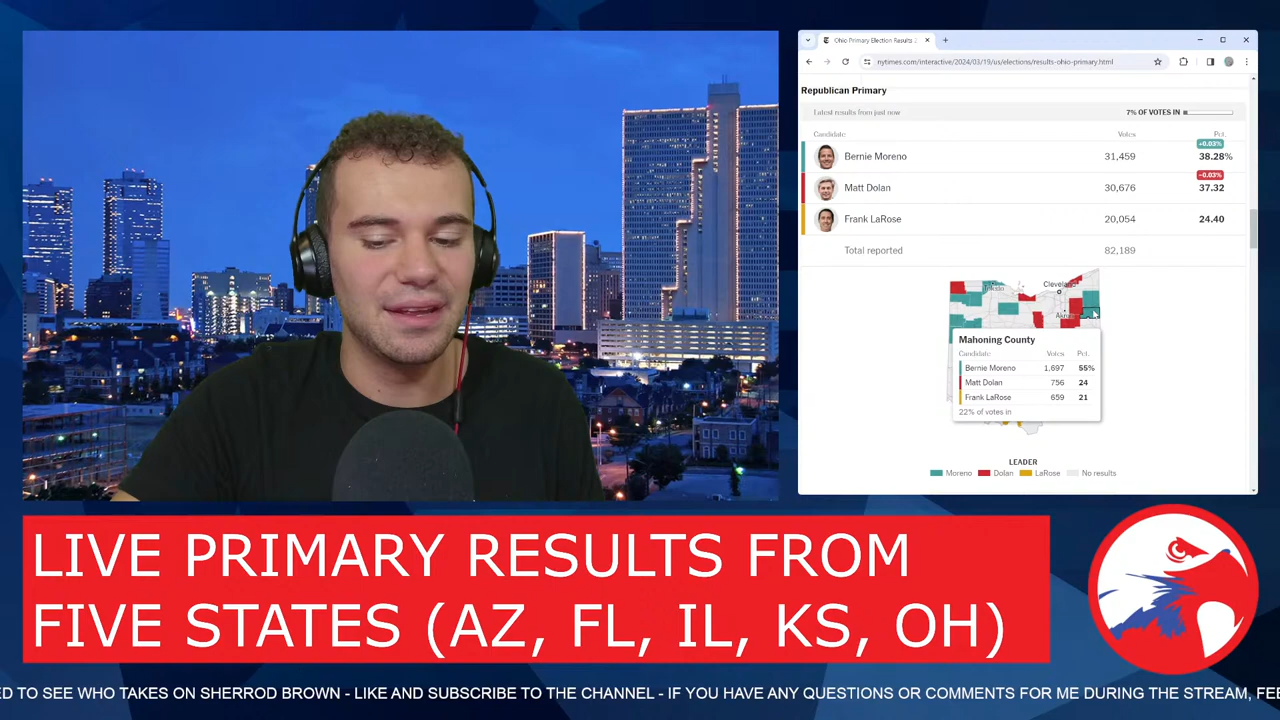 Ohio Primary Election Results 2
nytimes.com/interactive/2024/03/19/us/elections/results-ohio-primary.html
Republican Primary
Latest results from just now
7% OF VOTES IN
Candidate Votes Pct.
+0.03%
Bernie Moreno 31,459 38.28%
-0.03%
Matt Dolan 30,676 37.32
Frank LaRose 20,054 24.40
Total reported 82,189
Toledo
Cleveland
Akron
Mahoning County
Candidate Votes Pct.
Bernie Moreno 1,697 55%
Matt Dolan 756 24
Frank LaRose 659 21
22% of votes in
LEADER
Moreno Dolan LaRose No results
LIVE PRIMARY RESULTS FROM
FIVE STATES (AZ, FL, IL, KS, OH)
ED TO SEE WHO TAKES ON SHERROD BROWN - LIKE AND SUBSCRIBE TO THE CHANNEL - IF YOU HAVE ANY QUESTIONS OR COMMENTS FOR ME DURING THE STREAM, FEE